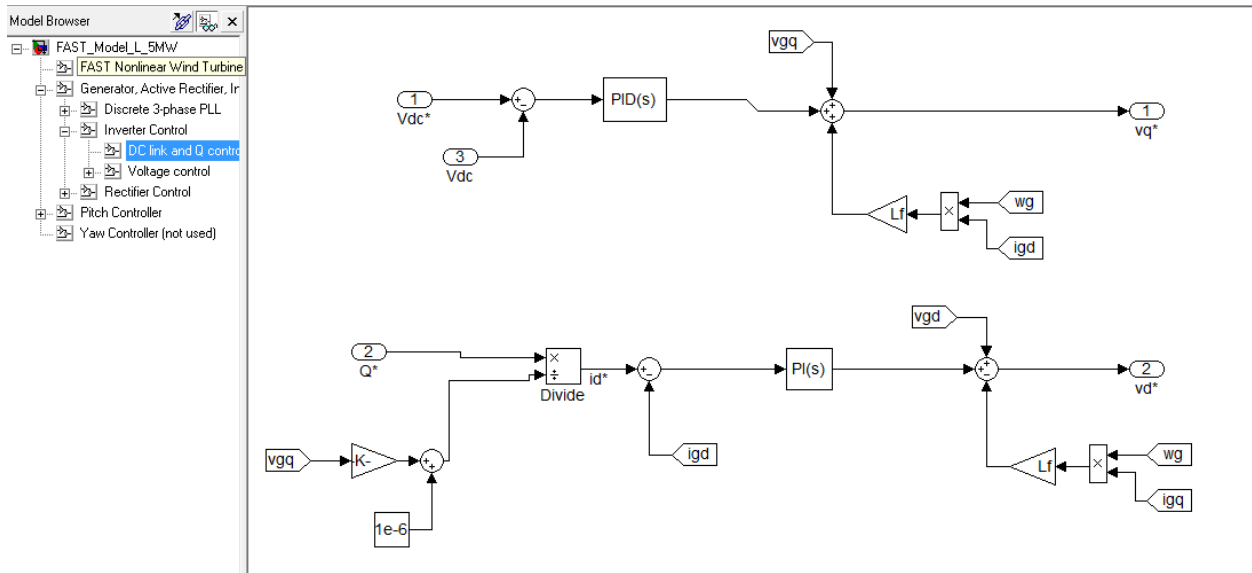 Model Browser
FAST_Model_L_5MW
FAST Nonlinear Wind Turbine
Generator, Active Rectifier, In
Discrete 3-phase PLL
Inverter Control
DC link and Q contro
Voltage control
Rectifier Control
Pitch Controller
Yaw Controller (not used)
vgq
1
Vdc*
+-
PID(s)
+
+
+
1
vq*
3
Vdc
Lf
×
wg
igd
vgd
2
Q*
×
÷
Divide
id*
+-
PI(s)
+
+-
2
vd*
vgq
-K-
+
+
igd
Lf
×
wg
igq
1e-6